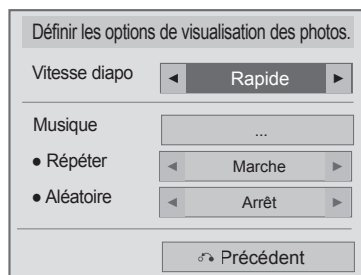 Définir les options de visualisation des photos.
Vitesse diapo ◄ Rapide ►
Musique ...
● Répéter ◄ Marche ►
● Aléatoire ◄ Arrêt ►
Précédent